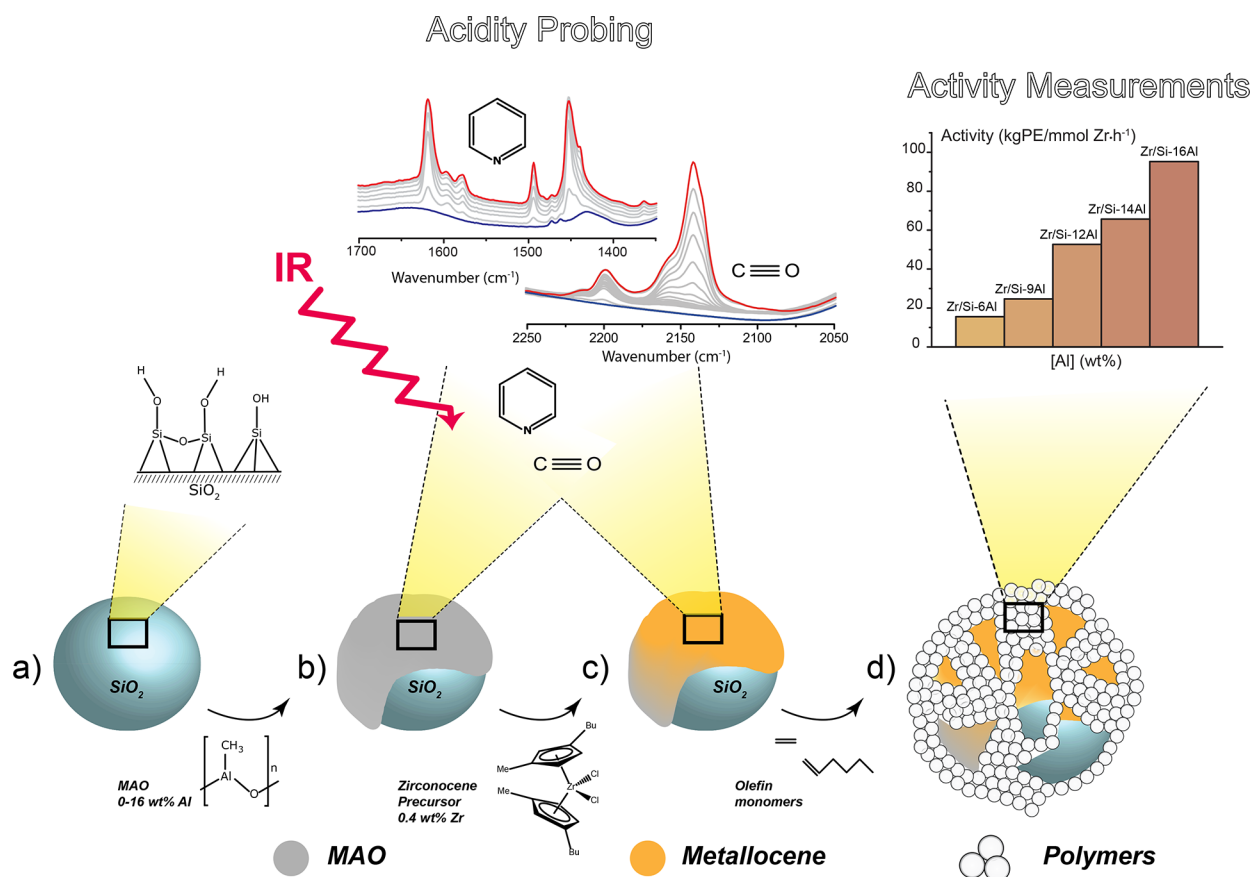 Acidity Probing
Activity Measurements
N
1700
1600
1500
1400
Wavenumber (cm⁻¹)
C≡O
2250
2200
2150
2100
2050
Wavenumber (cm⁻¹)
Activity (kgPE/mmol Zr·h⁻¹)
100
80
60
40
20
0
Zr/Si-6Al
Zr/Si-9Al
Zr/Si-12Al
Zr/Si-14Al
Zr/Si-16Al
[Al] (wt%)
IR
N
C≡O
H
H
O
O
OH
Si
O
Si
Si
SiO₂
a)
SiO₂
b)
SiO₂
c)
SiO₂
d)
MAO
0-16 wt% Al
CH₃
Al
O
n
Zirconocene
Precursor
0.4 wt% Zr
Bu
Me
Cl
Zr
Me
Cl
Bu
Olefin
monomers
MAO
Metallocene
Polymers